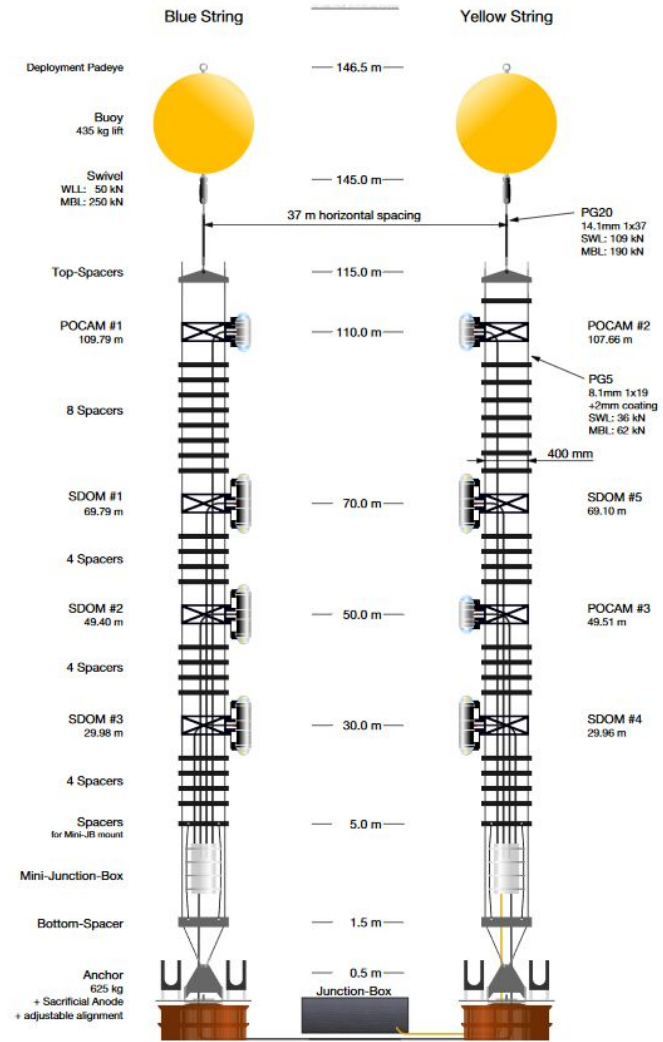 Blue String
Yellow String
Deployment Padeye
146.5 m
Buoy
435 kg lift
Swivel
WLL: 50 kN
MBL: 250 kN
145.0 m
37 m horizontal spacing
PG20
14.1mm 1x37
SWL: 109 kN
MBL: 190 kN
Top-Spacers
115.0 m
POCAM #1
109.79 m
110.0 m
POCAM #2
107.66 m
PG5
8.1mm 1x19
+2mm coating
SWL: 36 kN
MBL: 62 kN
8 Spacers
400 mm
SDOM #1
69.79 m
70.0 m
SDOM #5
69.10 m
4 Spacers
SDOM #2
49.40 m
50.0 m
POCAM #3
49.51 m
4 Spacers
SDOM #3
29.98 m
30.0 m
SDOM #4
29.96 m
4 Spacers
Spacers
for Mini-JB mount
5.0 m
Mini-Junction-Box
Bottom-Spacer
1.5 m
Anchor
625 kg
+ Sacrificial Anode
+ adjustable alignment
0.5 m
Junction-Box